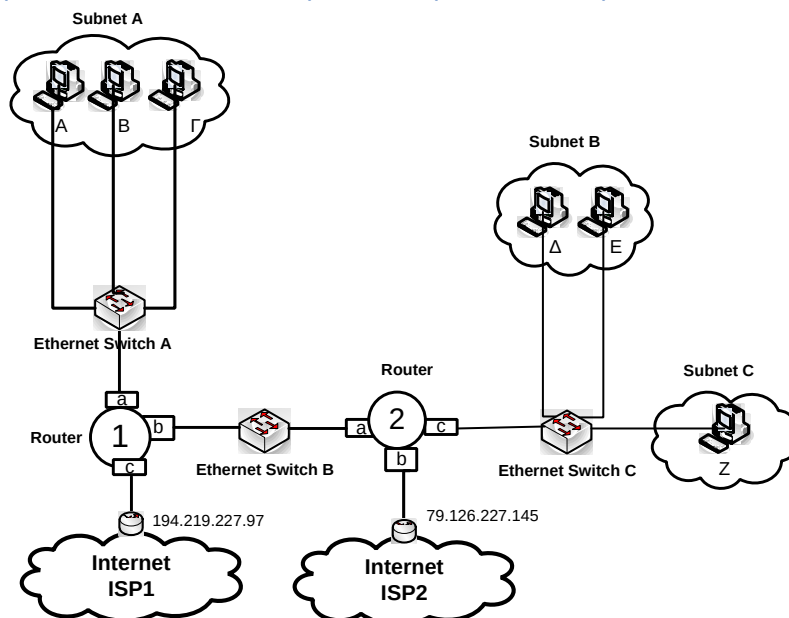 Subnet A
Α
Β
Γ
Subnet B
Δ
Ε
Ethernet Switch A
Router
Subnet C
a
Router
1
b
Ethernet Switch B
a
2
c
Ethernet Switch C
Ζ
c
b
194.219.227.97
79.126.227.145
Internet
ISP1
Internet
ISP2